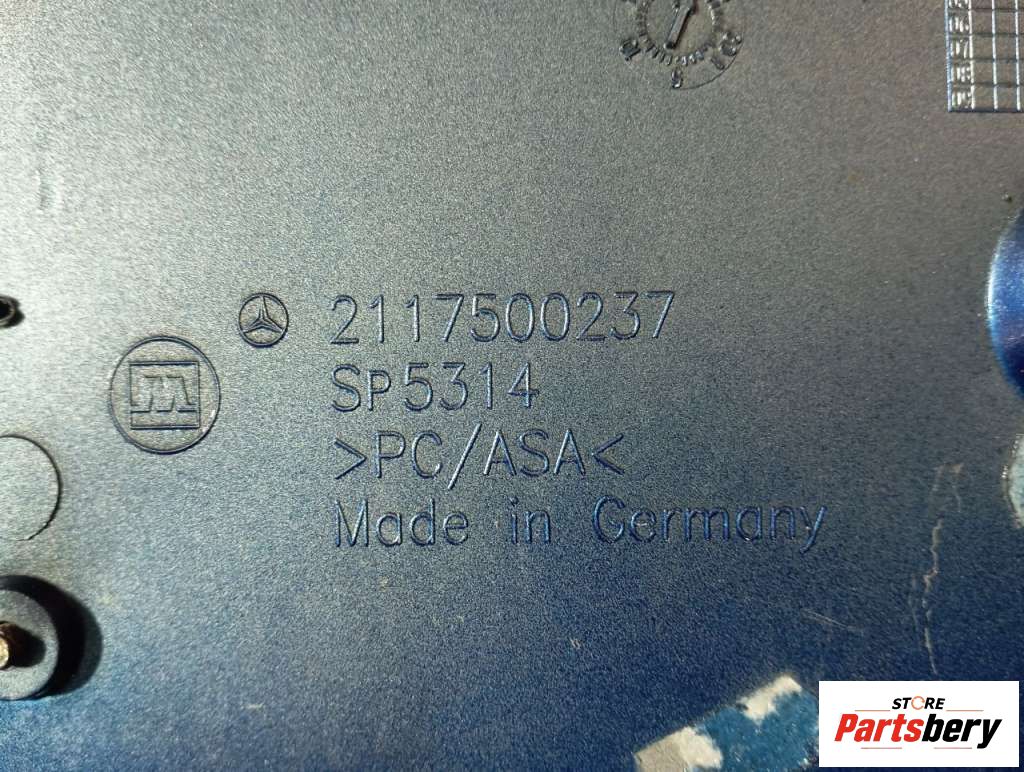 2117500237
SP5314
>PC/ASA<
Made in Germany
STORE
Partsbery